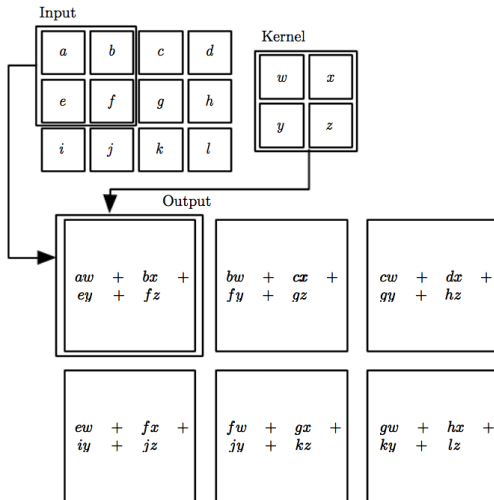 Input
a b c d
Kernel
w x
e f g h
y z
i j k l
Output
aw + bx +
ey + fz
bw + cx +
fy + gz
cw + dx +
gy + hz
ew + fx +
iy + jz
fw + gx +
jy + kz
gw + hx +
ky + lz